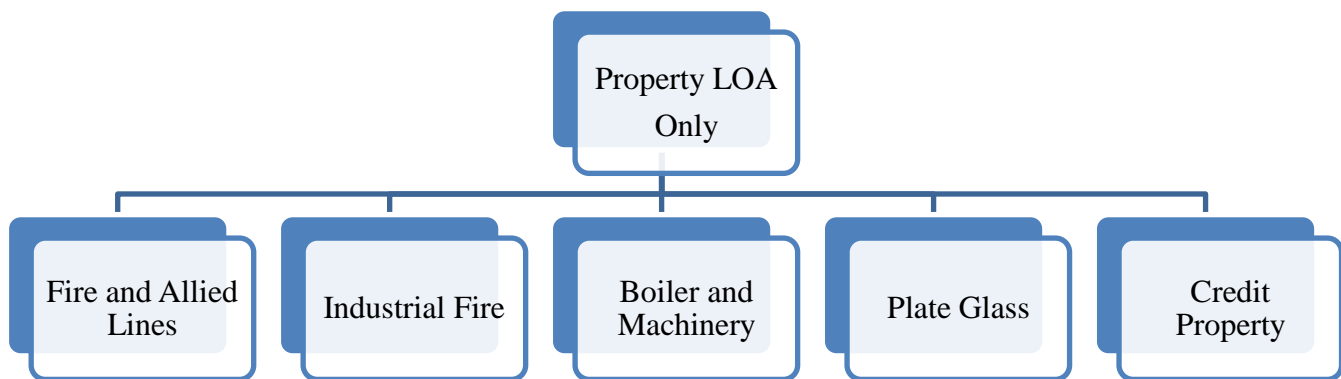 Property LOA
Only
Fire and Allied
Lines
Industrial Fire
Boiler and
Machinery
Plate Glass
Credit
Property